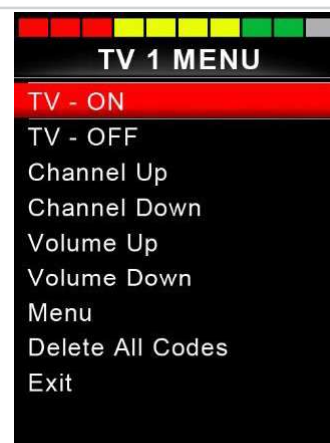 TV 1 MENU
TV - ON
TV - OFF
Channel Up
Channel Down
Volume Up
Volume Down
Menu
Delete All Codes
Exit